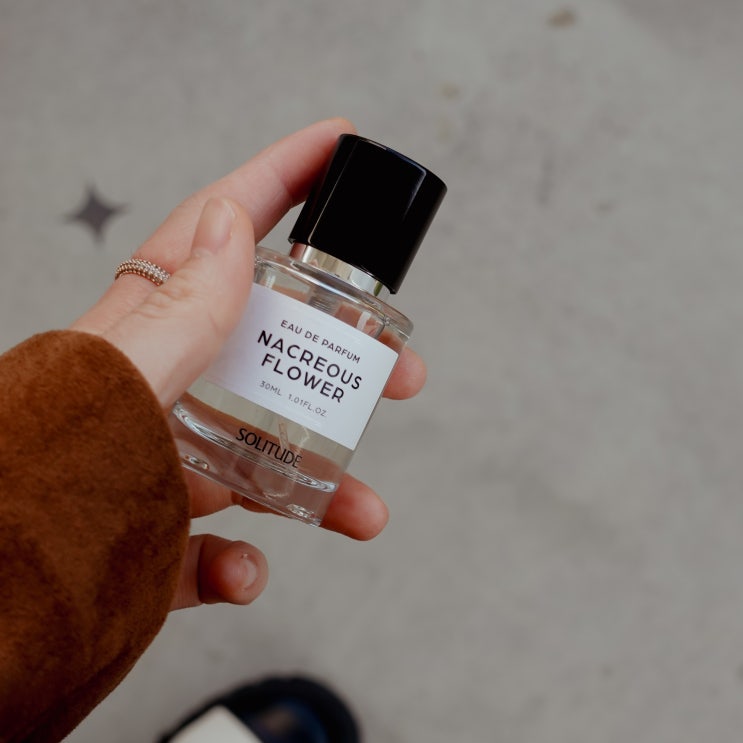 EAU DE PARFUM
NACREOUS
FLOWER
30ML 1.01FL.OZ
SOLITUDE